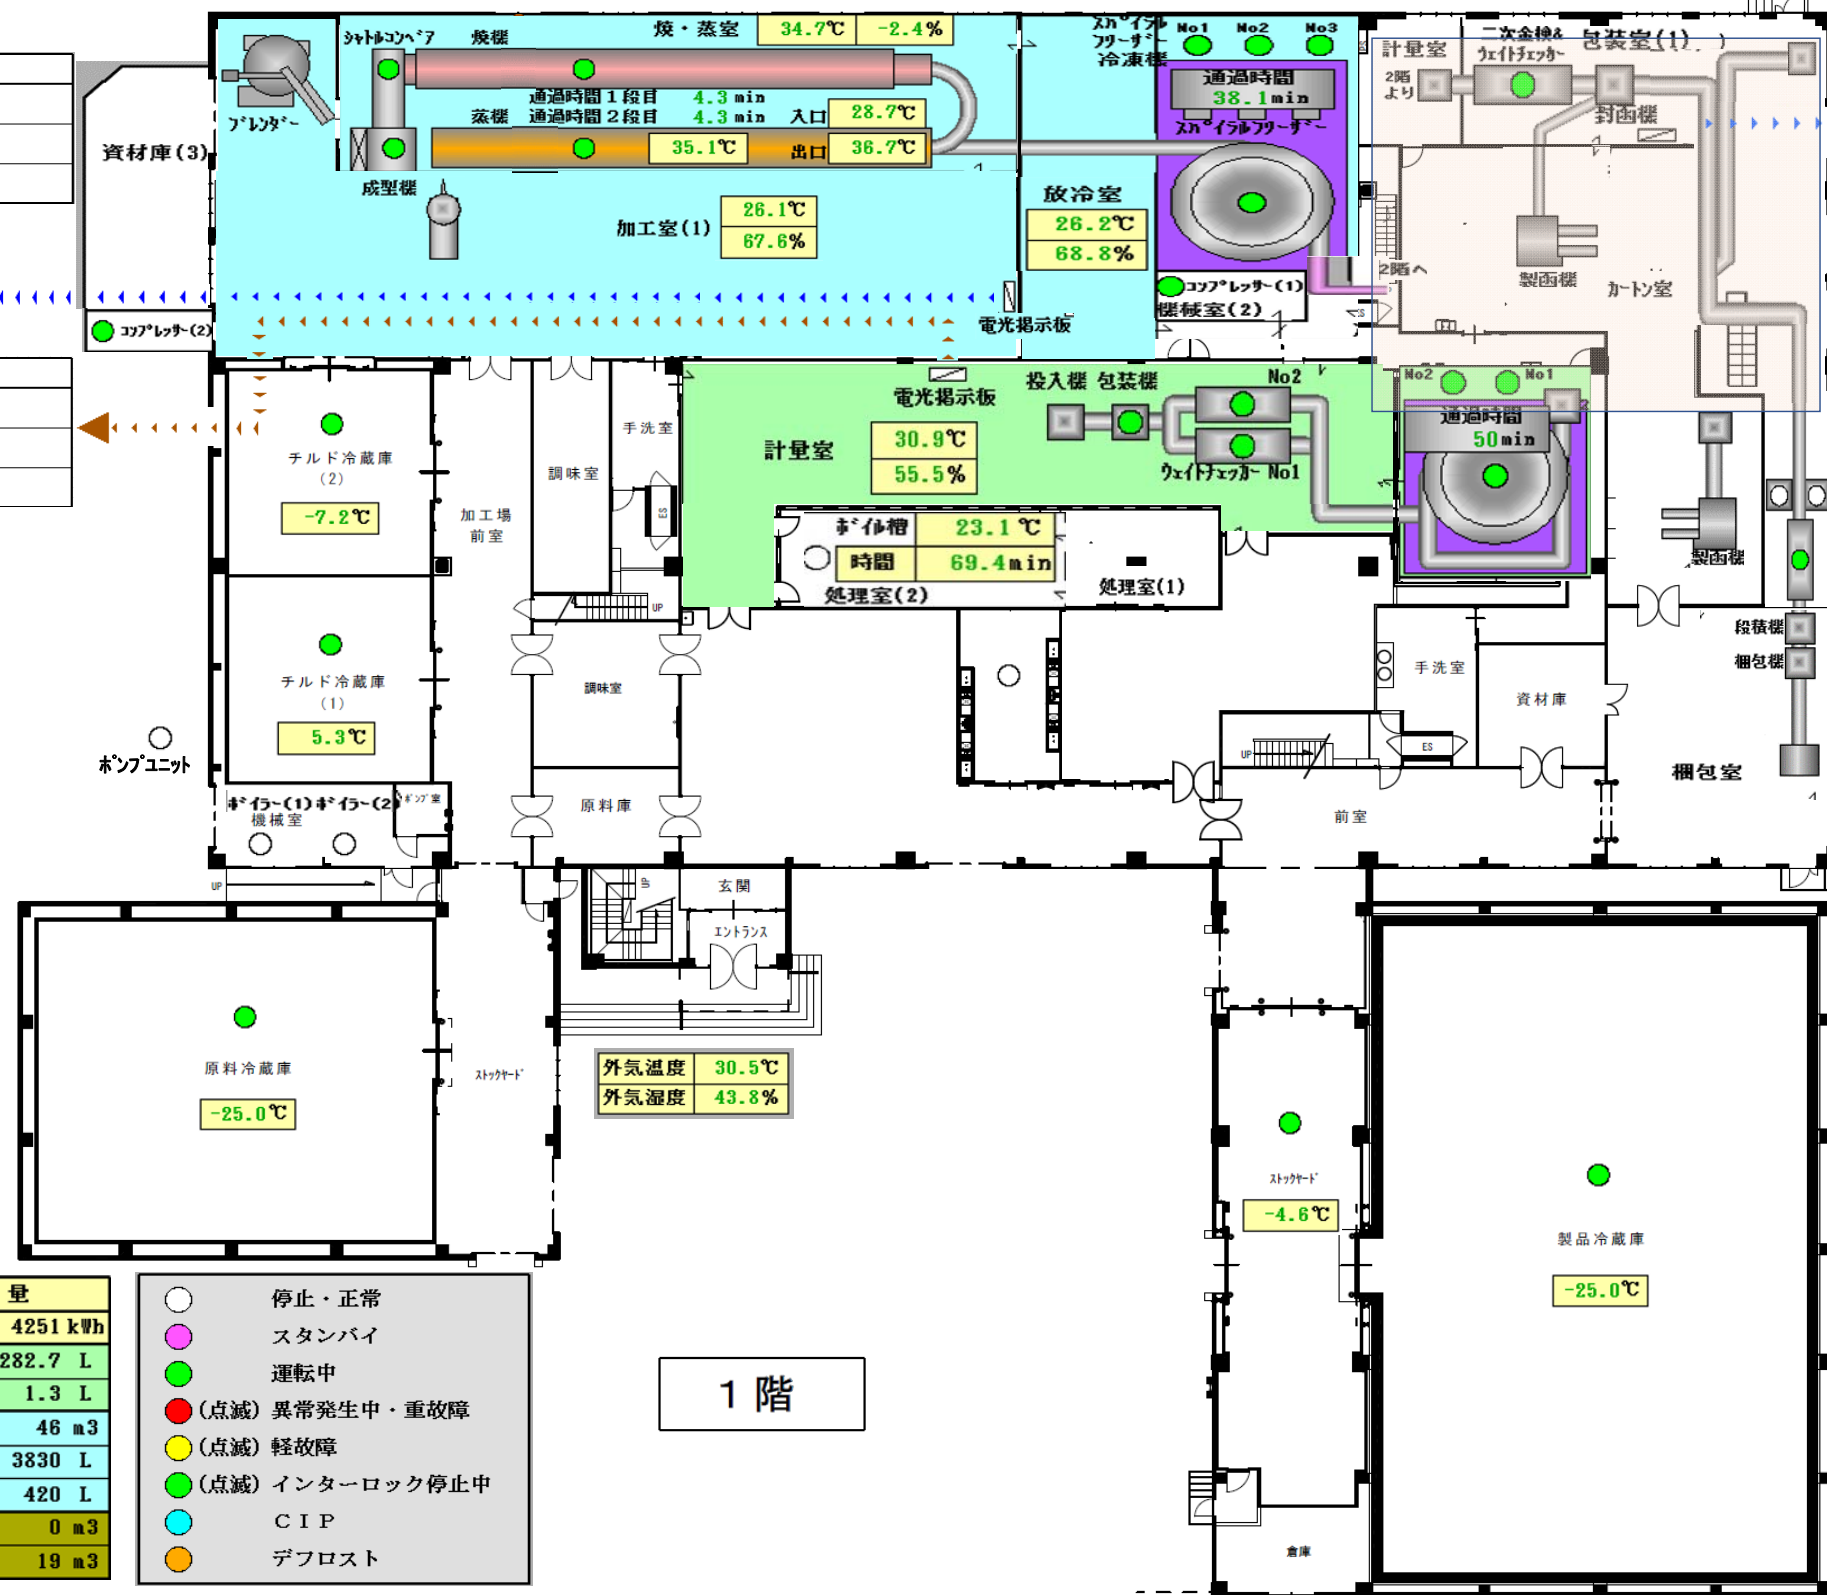 焼・蒸室 34.7℃ -2.4%
ｼｬﾄﾙｺﾝﾍﾞｱ 焼機
通過時間１段目 4.3 min
蒸機 通過時間２段目 4.3 min 入口 28.7℃
35.1℃ 出口 36.7℃
ﾌﾞﾚﾝﾀﾞｰ
成型機
資材庫(3)
加工室(1) 26.1℃
67.6%
放冷室
26.2℃
68.8%
ｽﾊﾟｲﾗﾙ
ﾌﾘｰｻﾞｰ
冷凍機
No1 No2 No3
通過時間
38.1min
ｽﾊﾟｲﾗﾙﾌﾘｰｻﾞｰ
ｺﾝﾌﾟﾚｯｻｰ(1)
機械室(2)
電光掲示板
ｺﾝﾌﾟﾚｯｻｰ(2)
計量室
2階
より
二次金検&
ｳｪｲﾄﾁｪｯｶｰ
包装室(1)
封函機
製函機
ｶｰﾄﾝ室
2階へ
No2 No1
通過時間
50min
電光掲示板
投入機 包装機 No2
計量室 30.9℃
55.5%
ｳｪｲﾄﾁｪｯｶｰ No1
ﾎﾞｲﾙ槽 23.1 ℃
時間 69.4min
処理室(2)
処理室(1)
製函機
段積機
梱包機
梱包室
チルド冷蔵庫
(2)
-7.2℃
チルド冷蔵庫
(1)
5.3℃
加工場
前室
調味室
手洗室
ES
UP
調味室
原料庫
ﾎﾟﾝﾌﾟﾕﾆｯﾄ
ﾎﾞｲﾗｰ(1) ﾎﾞｲﾗｰ(2)
機械室
ﾎﾟﾝﾌﾟ室
UP
手洗室
資材庫
UP
ES
前室
UP
玄関
エントランス
原料冷蔵庫
-25.0℃
ｽﾄｯｸﾔｰﾄﾞ
外気温度 30.5℃
外気湿度 43.8%
ｽﾄｯｸﾔｰﾄﾞ
-4.6℃
製品冷蔵庫
-25.0℃
倉庫
量
4251 kWh
282.7 L
1.3 L
46 m3
3830 L
420 L
0 m3
19 m3
停止・正常
スタンバイ
運転中
(点滅) 異常発生中・重故障
(点滅) 軽故障
(点滅) インターロック停止中
ＣＩＰ
デフロスト
１階